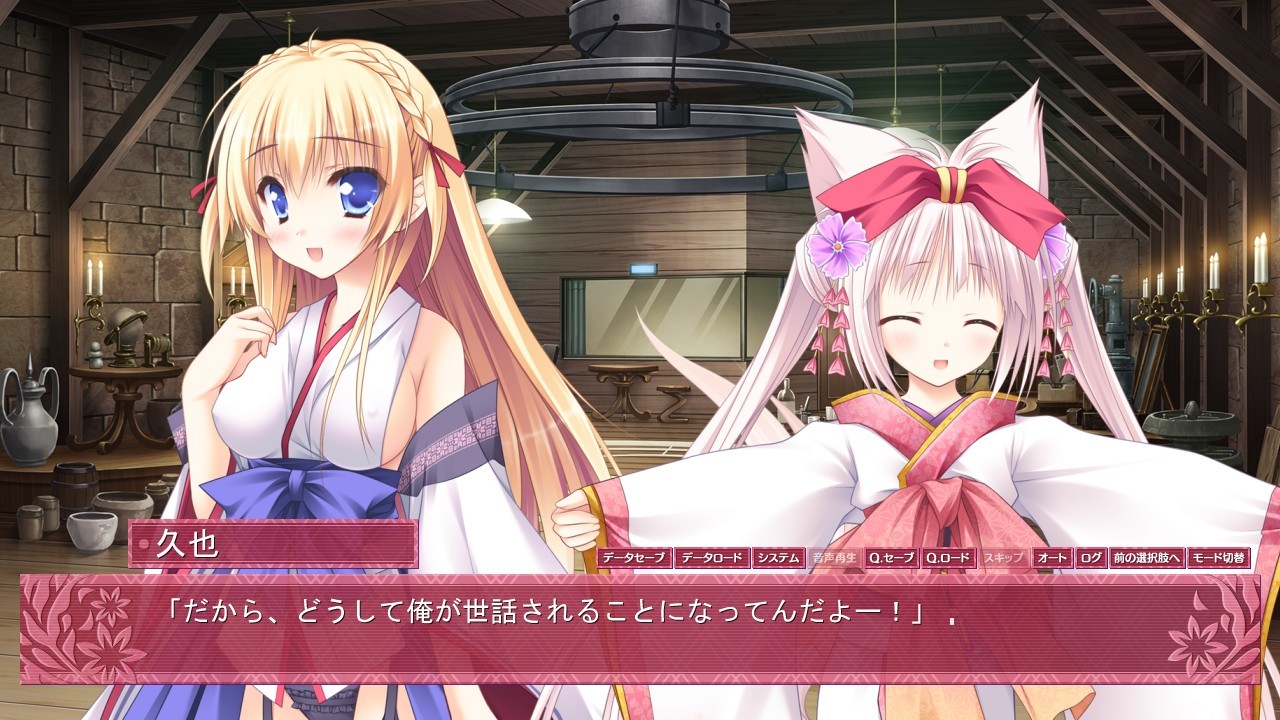 久也
データセーブ データロード システム 音声再生 Q.セーブ Q.ロード スキップ オート ログ 前の選択肢へ モード切替
「だから、どうして俺が世話されることになってんだよー！」